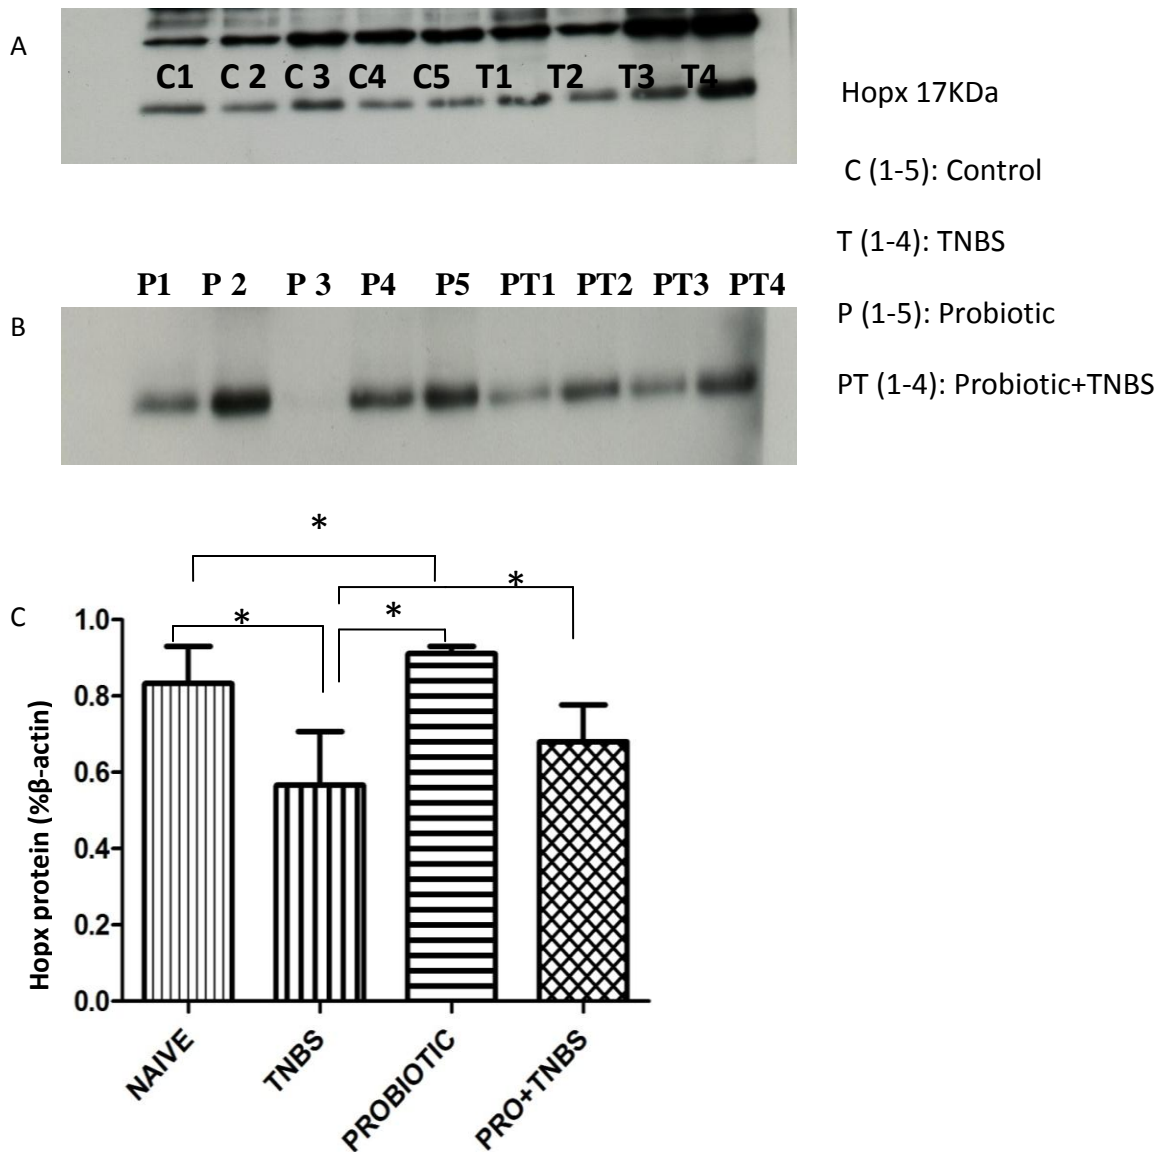 A
C1 C 2 C 3 C4 C5 T1 T2 T3 T4
Hopx 17KDa
C (1-5): Control
T (1-4): TNBS
P (1-5): Probiotic
PT (1-4): Probiotic+TNBS
P1 P 2 P 3 P4 P5 PT1 PT2 PT3 PT4
B
C
*
*
*
*
Hopx protein (%β-actin)
1.0
0.8
0.6
0.4
0.2
0.0
NAIVE
TNBS
PROBIOTIC
PRO+TNBS